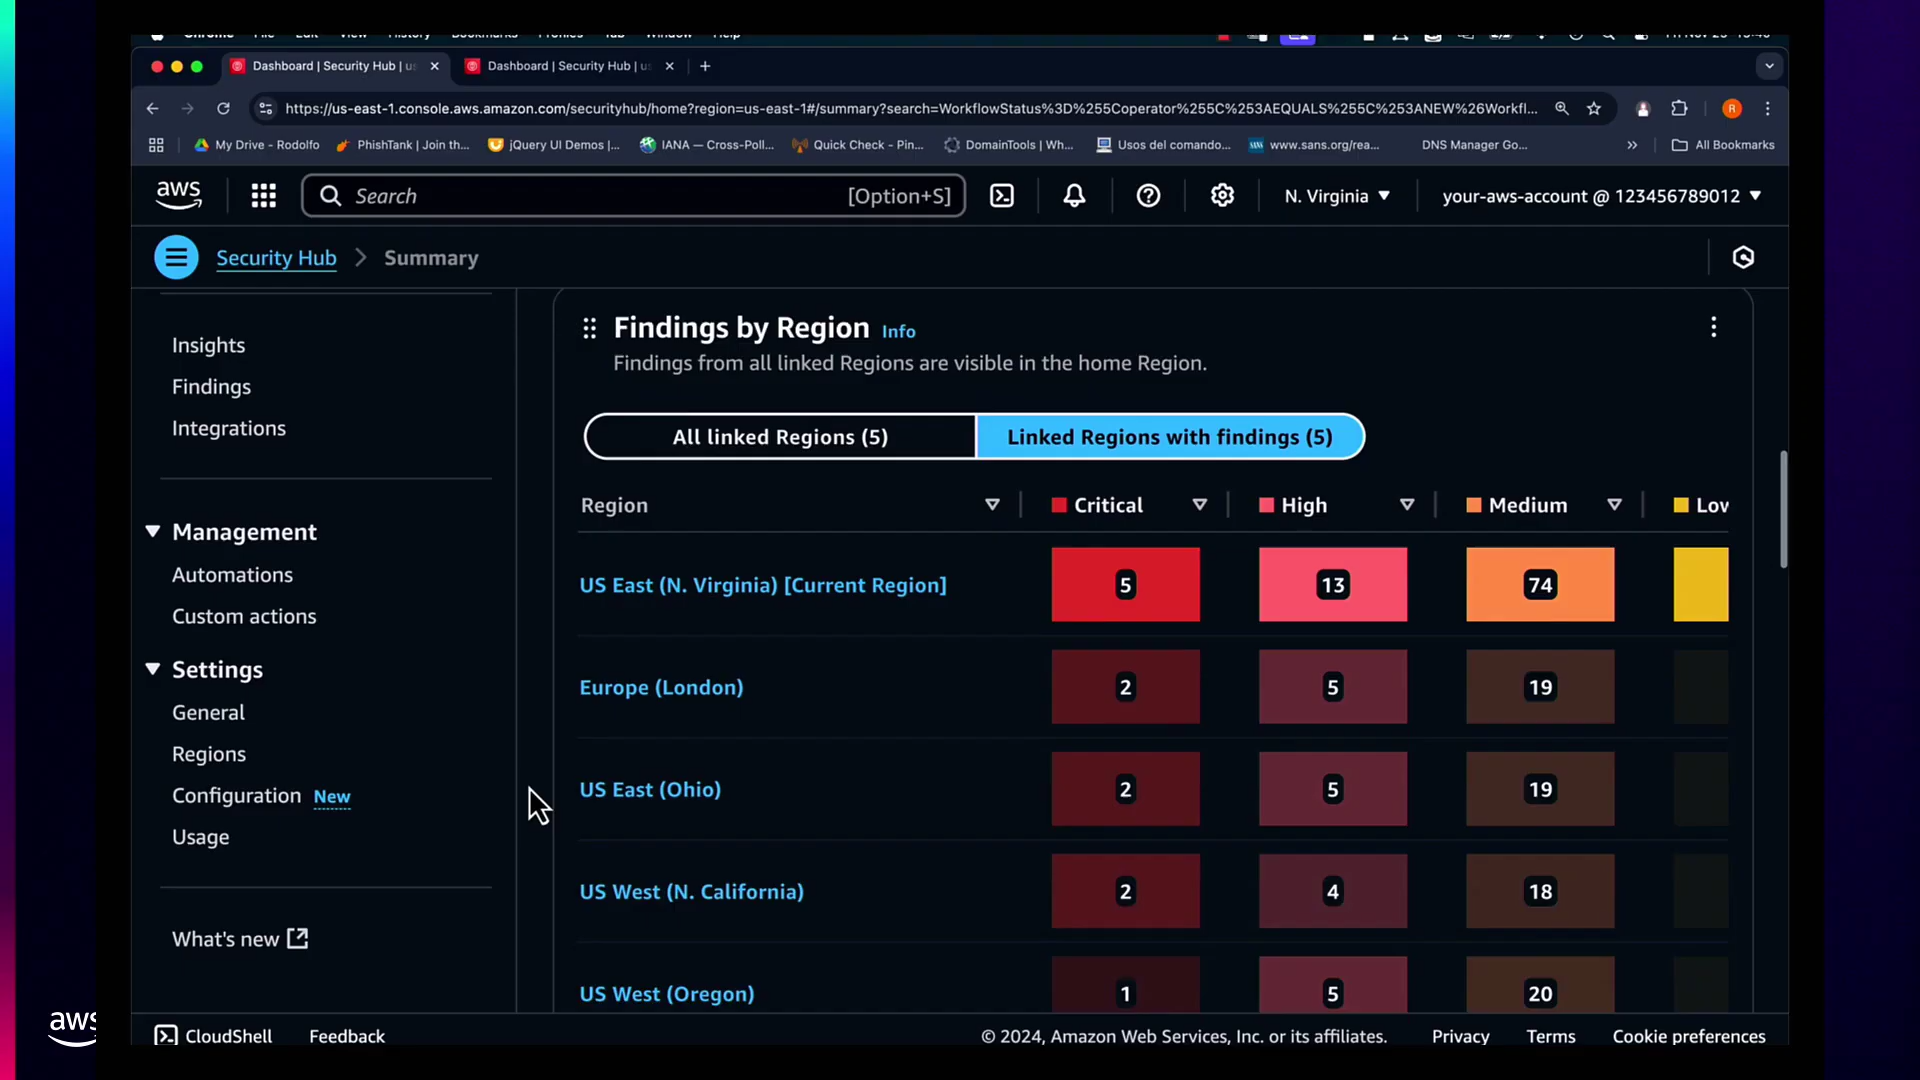 Dashboard | Security Hub | us
Dashboard | Security Hub | us
https://us-east-1.console.aws.amazon.com/securityhub/home?region=us-east-1#/summary?search=WorkflowStatus%3D%255Coperator%255C%253AEQUALS%255C%253ANEW%26Workfl...
My Drive - Rodolfo
PhishTank | Join th...
jQuery UI Demos |...
IANA — Cross-Poll...
Quick Check - Pin...
DomainTools | Wh...
Usos del comando...
www.sans.org/rea...
DNS Manager Go...
» All Bookmarks
aws
Search [Option+S]
N. Virginia
your-aws-account @ 123456789012
Security Hub > Summary
Insights
Findings
Integrations
Management
Automations
Custom actions
Settings
General
Regions
Configuration New
Usage
What's new
Findings by Region Info
Findings from all linked Regions are visible in the home Region.
All linked Regions (5)
Linked Regions with findings (5)
Region Critical High Medium
US East (N. Virginia) [Current Region] 5 13 74
Europe (London) 2 5 19
US East (Ohio) 2 5 19
US West (N. California) 2 4 18
US West (Oregon) 1 5 20
aws
CloudShell
Feedback
© 2024, Amazon Web Services, Inc. or its affiliates.
Privacy
Terms
Cookie preferences